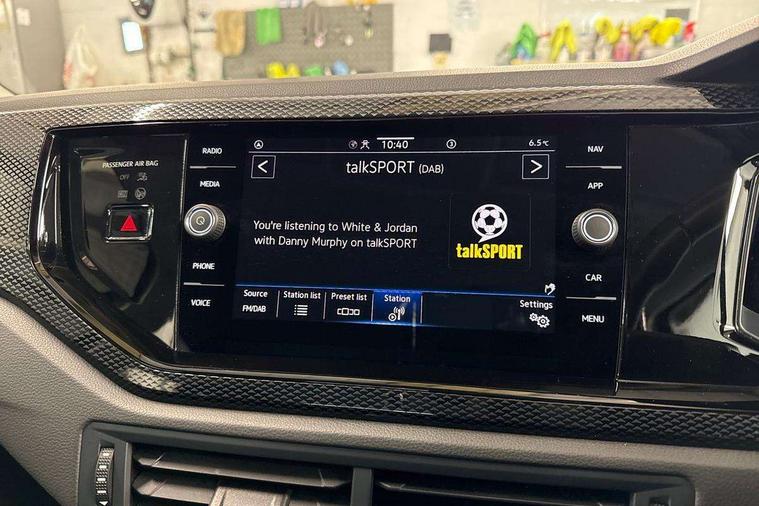 PASSENGER AIR BAG
OFF
RADIO
MEDIA
PHONE
VOICE
10:40
3
6.5°C
talkSPORT (DAB)
You're listening to White & Jordan
with Danny Murphy on talkSPORT
talkSPORT
Source
FM/DAB
Station list
Preset list
Station
Settings
NAV
APP
CAR
MENU